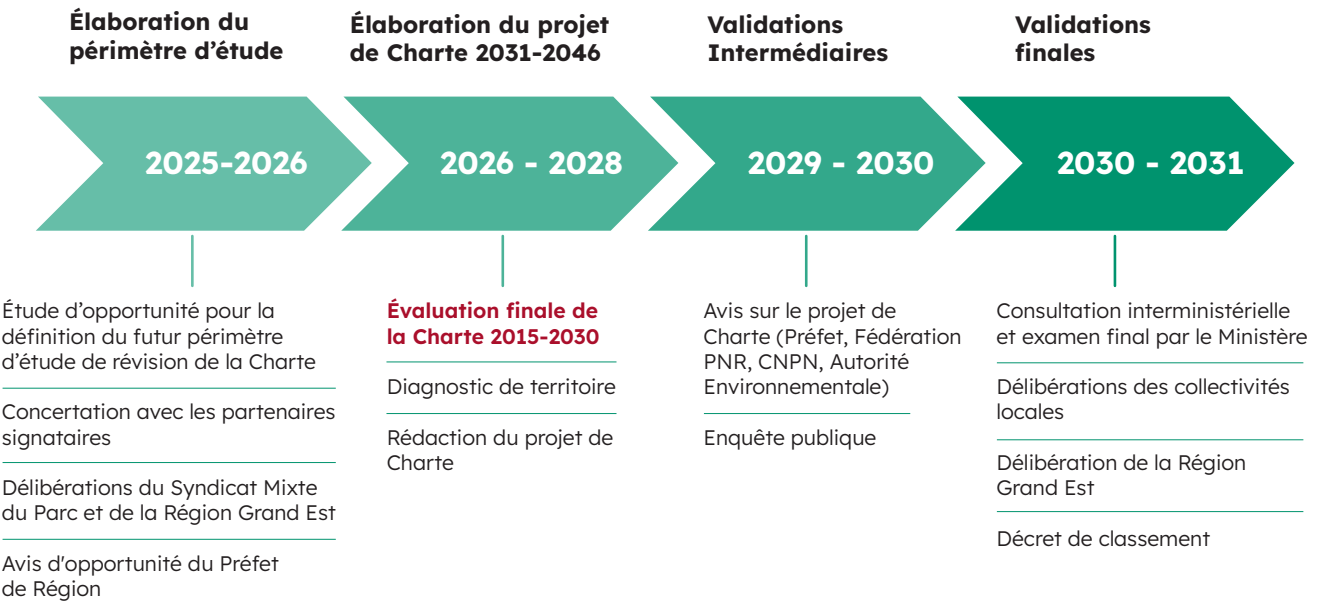 Élaboration du
périmètre d’étude
2025-2026
Étude d’opportunité pour la
définition du futur périmètre
d’étude de révision de la Charte
Concertation avec les partenaires
signataires
Délibérations du Syndicat Mixte
du Parc et de la Région Grand Est
Avis d'opportunité du Préfet
de Région
Élaboration du projet
de Charte 2031-2046
2026 - 2028
Évaluation finale de
la Charte 2015-2030
Diagnostic de territoire
Rédaction du projet de
Charte
Validations
Intermédiaires
2029 - 2030
Avis sur le projet de
Charte (Préfet, Fédération
PNR, CNPN, Autorité
Environnementale)
Enquête publique
Validations
finales
2030 - 2031
Consultation interministérielle
et examen final par le Ministère
Délibérations des collectivités
locales
Délibération de la Région
Grand Est
Décret de classement